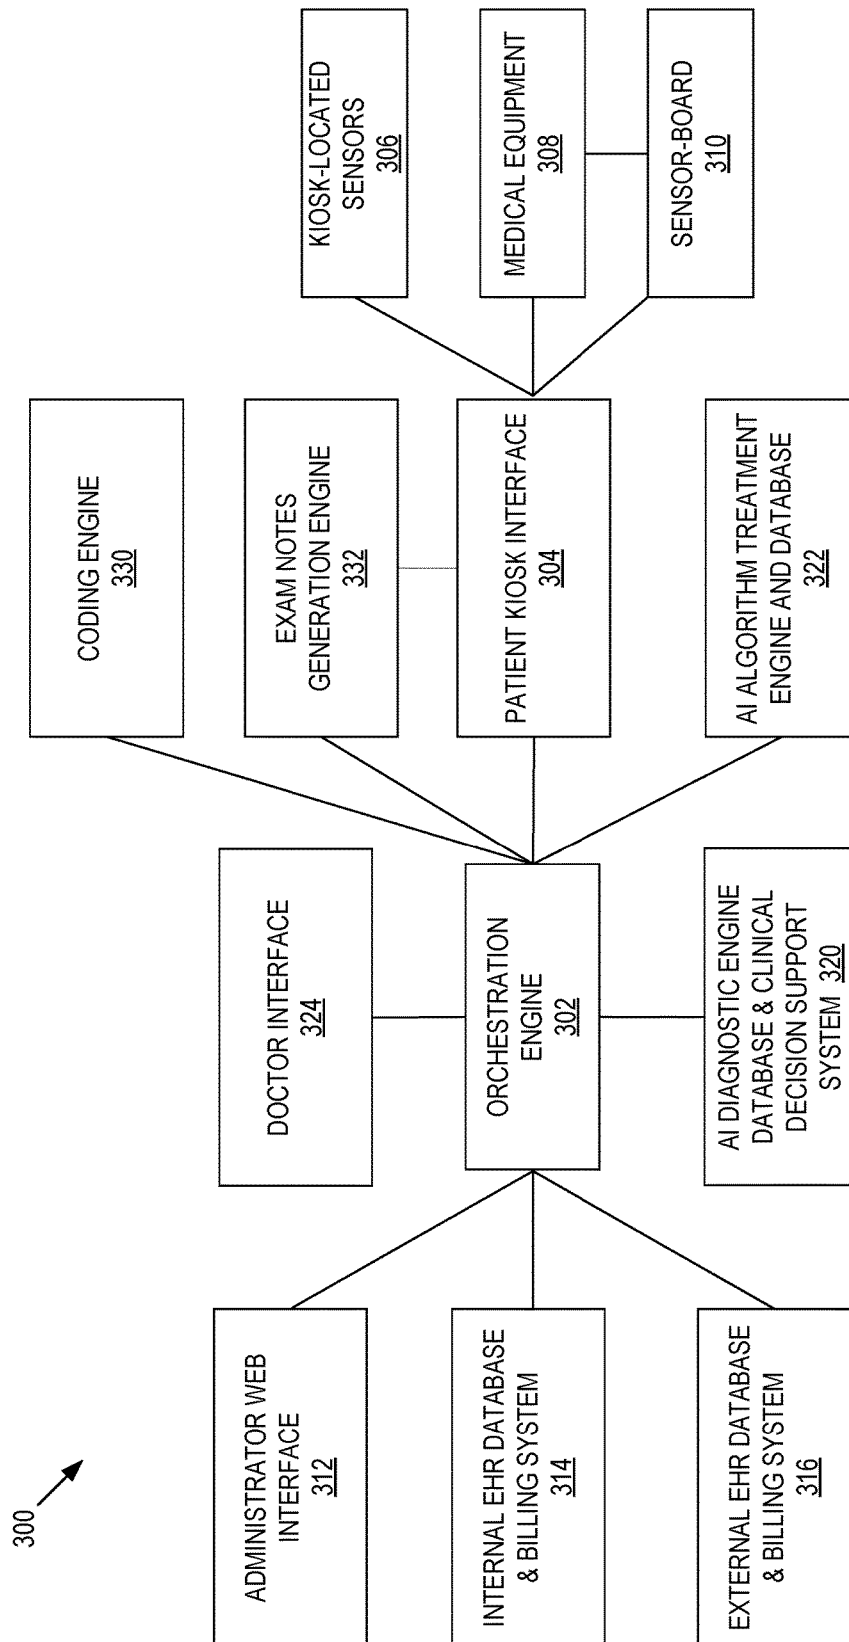 300
ADMINISTRATOR WEB
INTERFACE
312
INTERNAL EHR DATABASE
& BILLING SYSTEM
314
EXTERNAL EHR DATABASE
& BILLING SYSTEM
316
DOCTOR INTERFACE
324
ORCHESTRATION
ENGINE
302
AI DIAGNOSTIC ENGINE
DATABASE & CLINICAL
DECISION SUPPORT
SYSTEM 320
CODING ENGINE
330
EXAM NOTES
GENERATION ENGINE
332
PATIENT KIOSK INTERFACE
304
AI ALGORITHM TREATMENT
ENGINE AND DATABASE
322
KIOSK-LOCATED
SENSORS
306
MEDICAL EQUIPMENT
308
SENSOR-BOARD
310